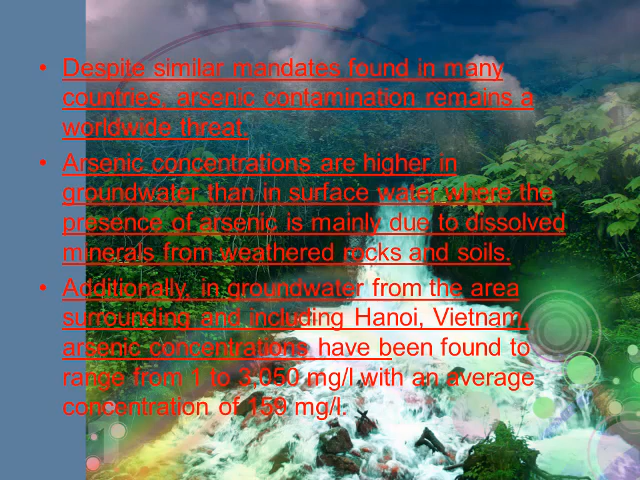 • Despite similar mandates found in many
countries, arsenic contamination remains a
worldwide threat.
• Arsenic concentrations are higher in
groundwater than in surface water where the
presence of arsenic is mainly due to dissolved
minerals from weathered rocks and soils.
• Additionally, in groundwater from the area
surrounding and including Hanoi, Vietnam,
arsenic concentrations have been found to
range from 1 to 3,050 mg/l with an average
concentration of 159 mg/l.